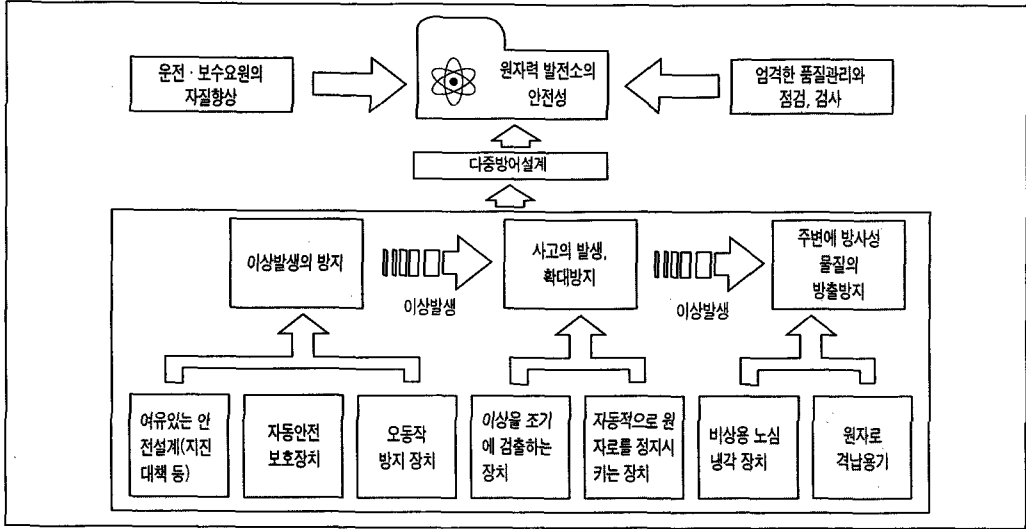 운전·보수요원의
자질향상
원자력 발전소의
안전성
엄격한 품질관리와
점검, 검사
다중방어설계
이상발생의 방지
이상발생
사고의 발생,
확대방지
이상발생
주변에 방사성
물질의
방출방지
여유있는 안
전설계(지진
대책 등)
자동안전
보호장치
오동작
방지 장치
이상을 조기
에 검출하는
장치
자동적으로 원
자로를 정지시
키는 장치
비상용 노심
냉각 장치
원자로
격납용기